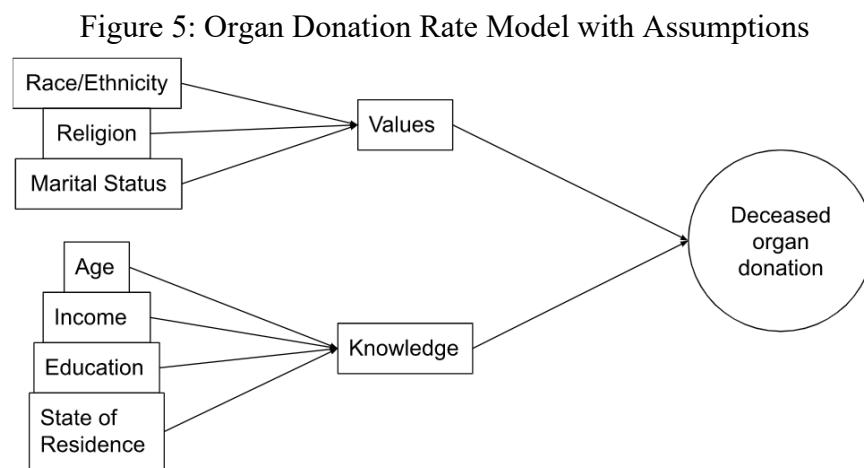 Figure 5: Organ Donation Rate Model with Assumptions
Race/Ethnicity
Religion
Marital Status
Values
Deceased
organ
donation
Age
Income
Education
State of
Residence
Knowledge